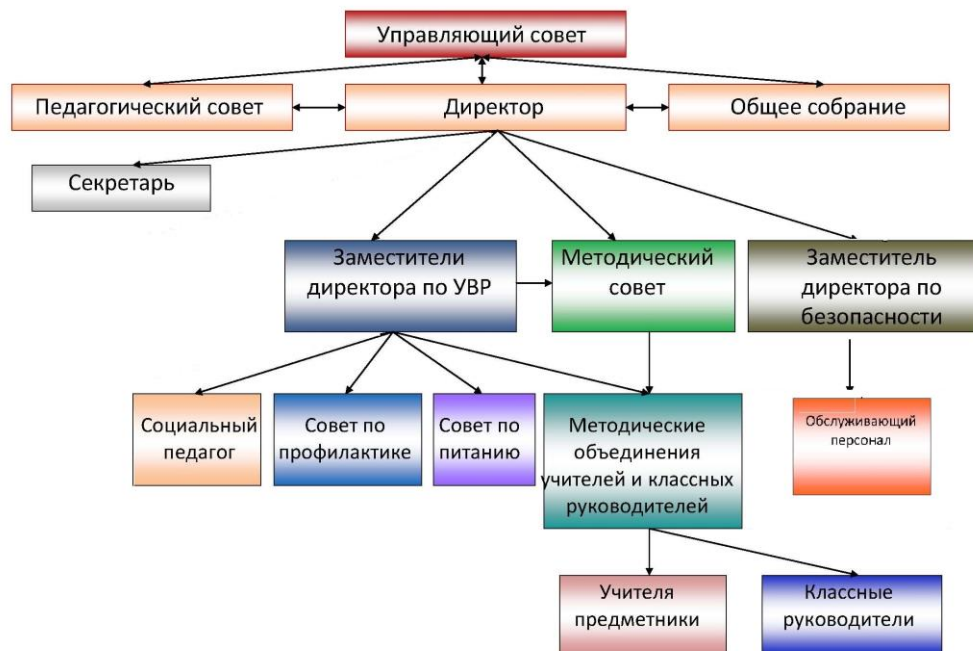 Управляющий совет
Педагогический совет
Директор
Общее собрание
Секретарь
Заместители
директора по УВР
Методический
совет
Заместитель
директора по
безопасности
Социальный
педагог
Совет по
профилактике
Совет по
питанию
Методические
объединения
учителей и классных
руководителей
Обслуживающий
персонал
Учителя
предметники
Классные
руководители